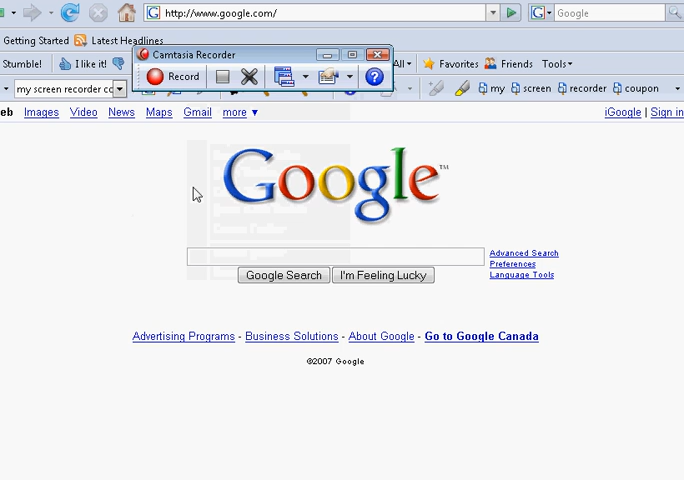 http://www.google.com/
Google
Getting Started
Latest Headlines
Camtasia Recorder
Stumble!
I like it!
All
Favorites
Friends
Tools
Record
my screen recorder co
my
screen
recorder
coupon
eb
Images
Video
News
Maps
Gmail
more
iGoogle | Sign in
Google™
Advanced Search
Preferences
Language Tools
Google Search
I'm Feeling Lucky
Advertising Programs - Business Solutions - About Google - Go to Google Canada
©2007 Google